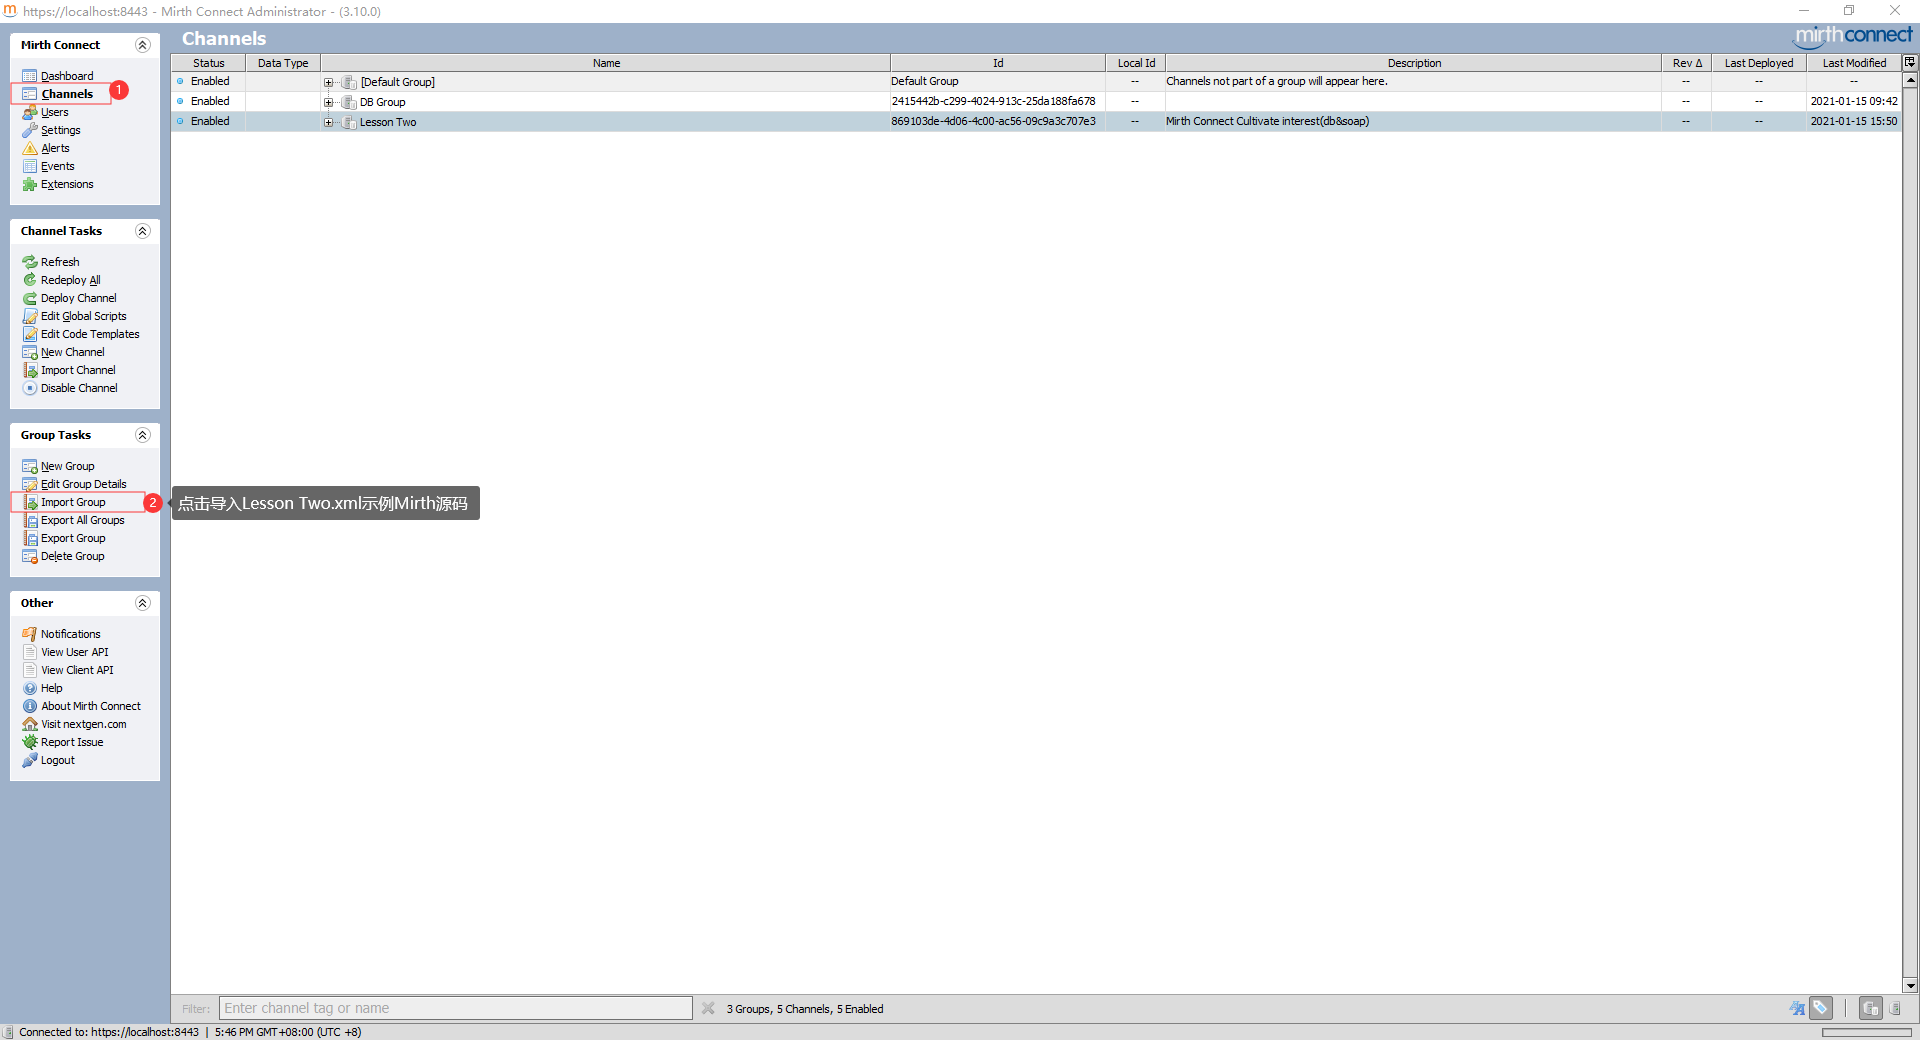 https://localhost:8443 - Mirth Connect Administrator - (3.10.0)
Mirth Connect
Dashboard
Channels
1
Users
Settings
Alerts
Events
Extensions
Channel Tasks
Refresh
Redeploy All
Deploy Channel
Edit Global Scripts
Edit Code Templates
New Channel
Import Channel
Disable Channel
Group Tasks
New Group
Edit Group Details
Import Group
2
点击导入Lesson Two.xml示例Mirth源码
Export All Groups
Export Group
Delete Group
Other
Notifications
View User API
View Client API
Help
About Mirth Connect
Visit nextgen.com
Report Issue
Logout
Channels
mirthconnect
Status Data Type Name Id Local Id Description Rev Δ Last Deployed Last Modified
Enabled [Default Group] Default Group -- Channels not part of a group will appear here. -- -- --
Enabled DB Group 2415442b-c299-4024-913c-25da188fa678 -- -- -- 2021-01-15 09:42
Enabled Lesson Two 869103de-4d06-4c00-ac56-09c9a3c707e3 -- Mirth Connect Cultivate interest(db&soap) -- -- 2021-01-15 15:50
Filter: Enter channel tag or name 3 Groups, 5 Channels, 5 Enabled
Connected to: https://localhost:8443 | 5:46 PM GMT+08:00 (UTC +8)